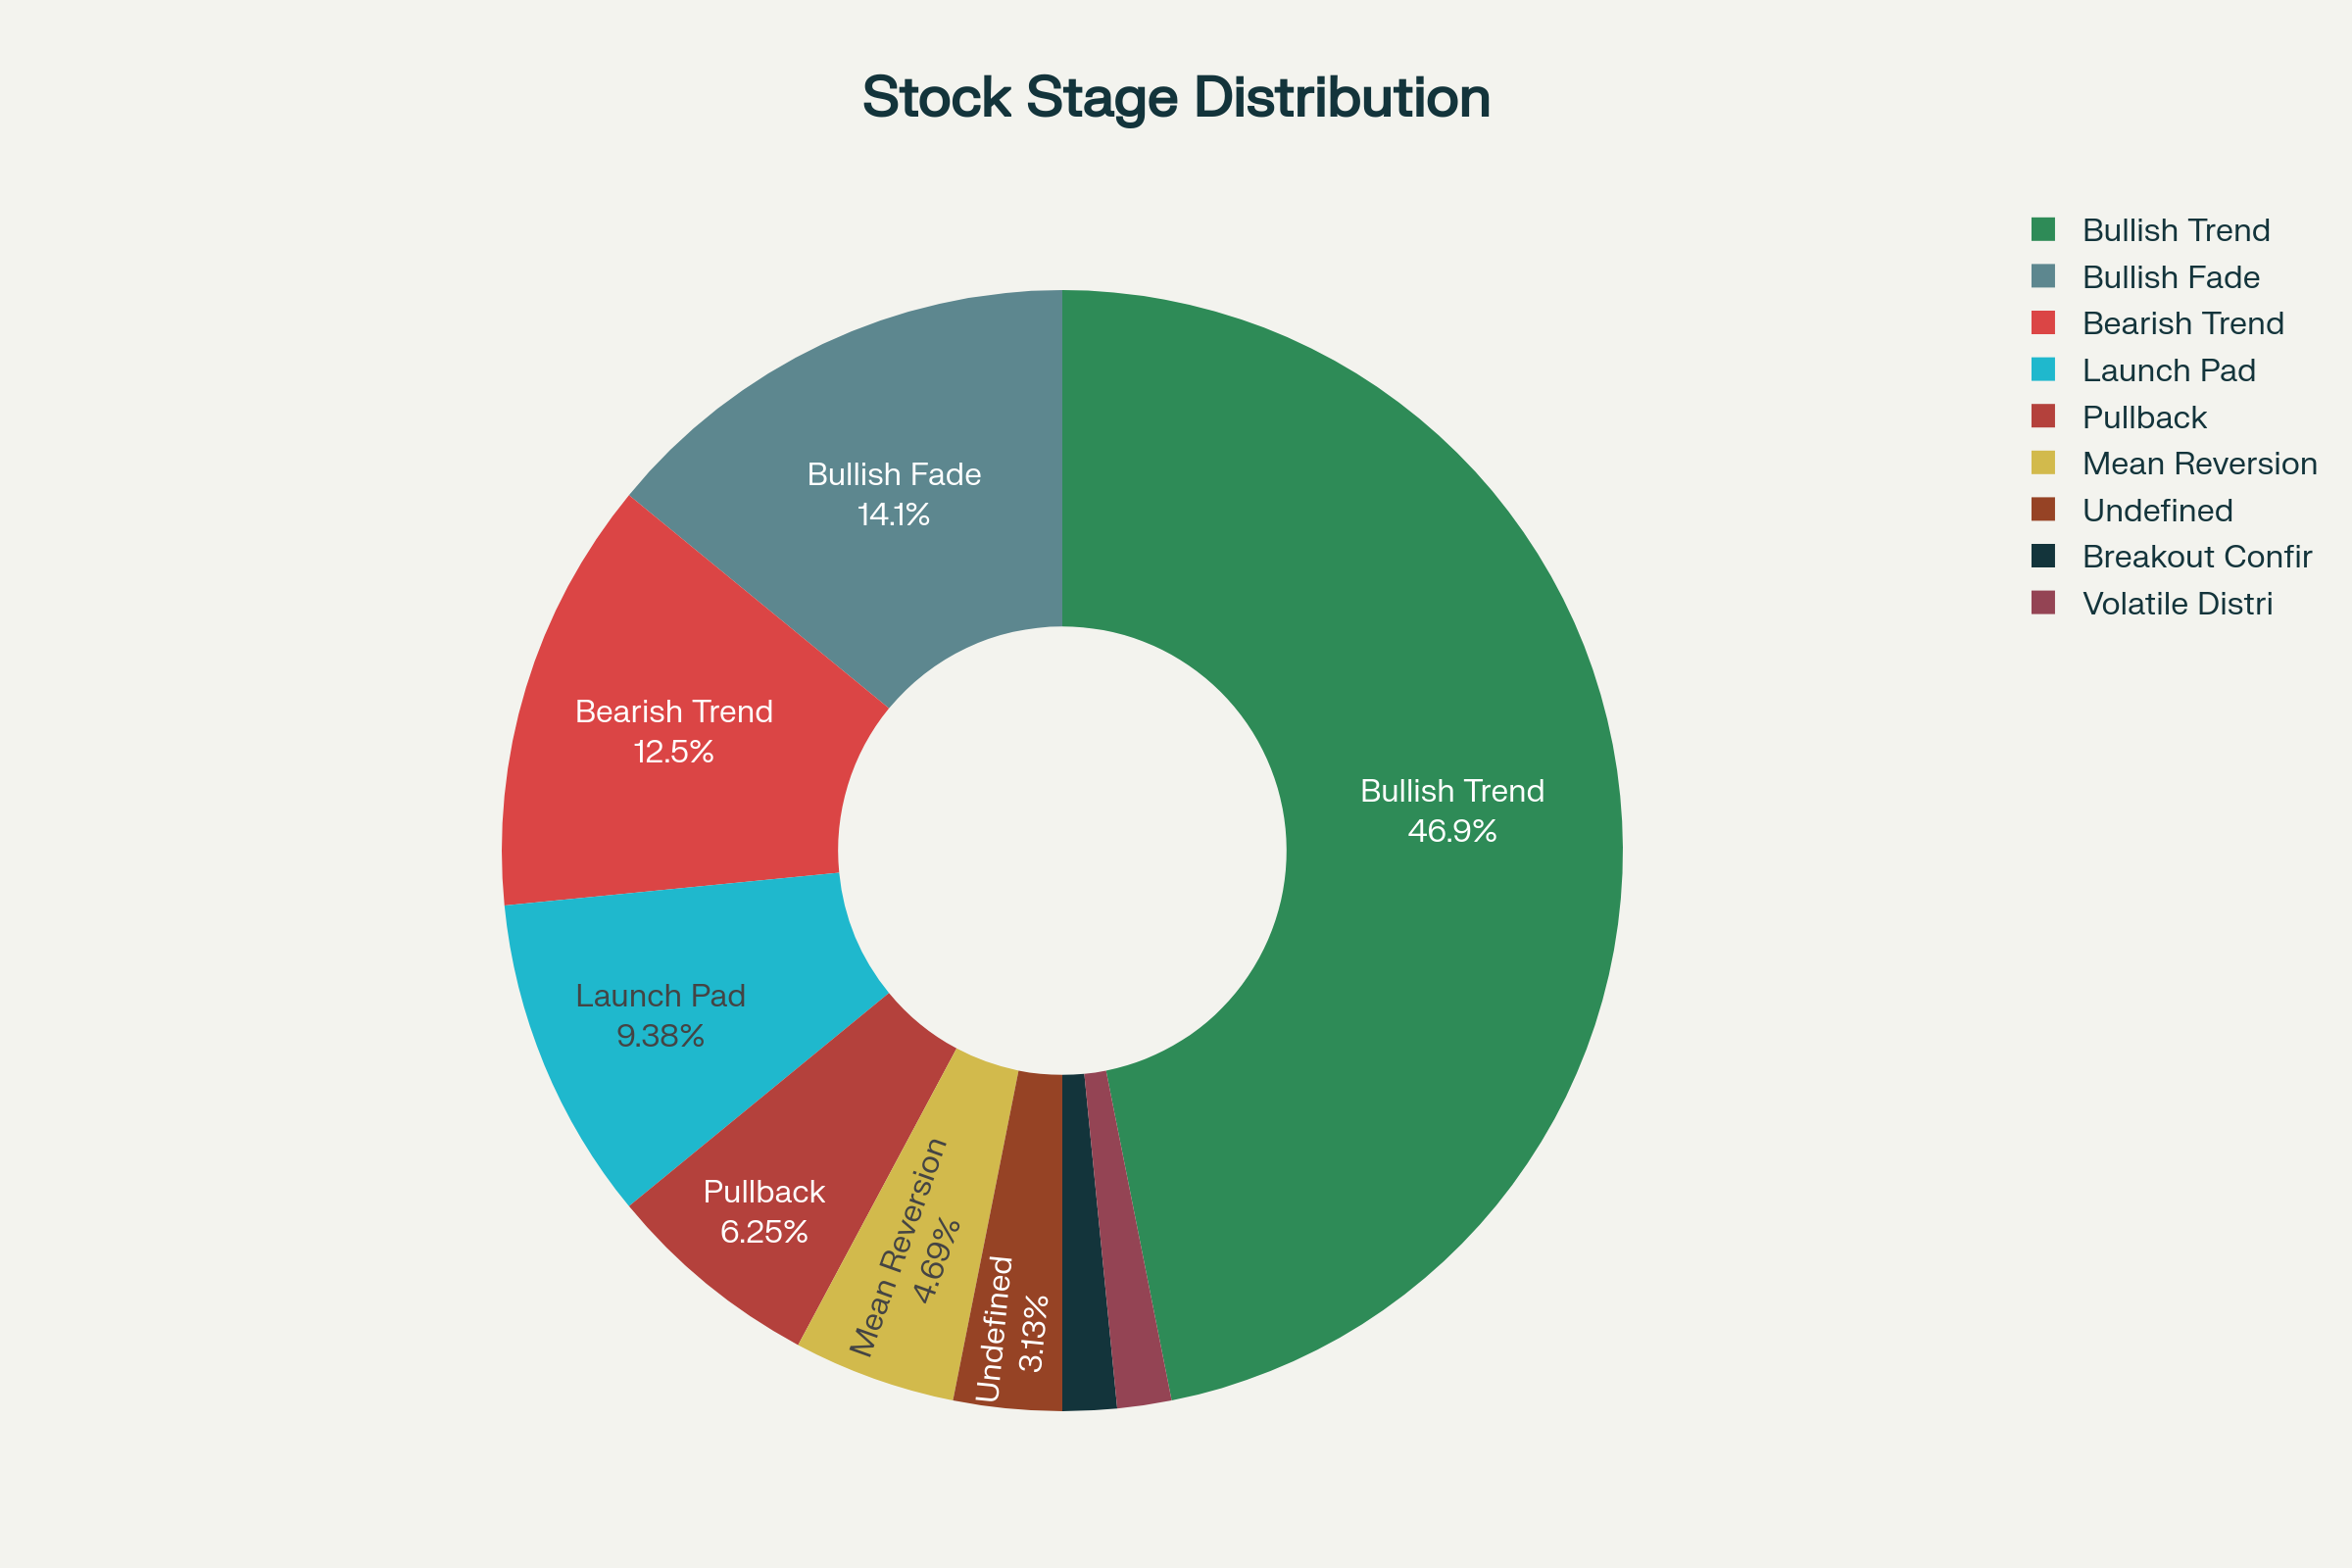 Stock Stage Distribution
Bullish Trend
Bullish Fade
Bearish Trend
Launch Pad
Pullback
Mean Reversion
Undefined
Breakout Confir
Volatile Distri
Bullish Fade
14.1%
Bearish Trend
12.5%
Bullish Trend
46.9%
Launch Pad
9.38%
Pullback
6.25%
Mean Reversion
4.69%
Undefined
3.13%